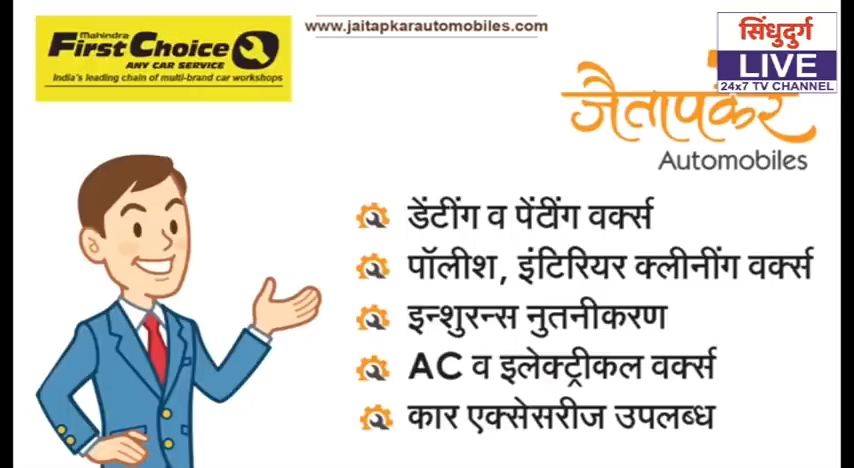 Mahindra
First Choice
ANY CAR SERVICE
India's leading chain of multi-brand car workshops
www.jaitapkarautomobiles.com
सिंधुदुर्ग
LIVE
24x7 TV CHANNEL
जैतापकर
Automobiles
डेंटींग व पेंटींग वर्क्स
पॉलीश, इंटिरियर क्लीनींग वर्क्स
इन्शुरन्स नुतनीकरण
AC व इलेक्ट्रीकल वर्क्स
कार एक्सेसरीज उपलब्ध